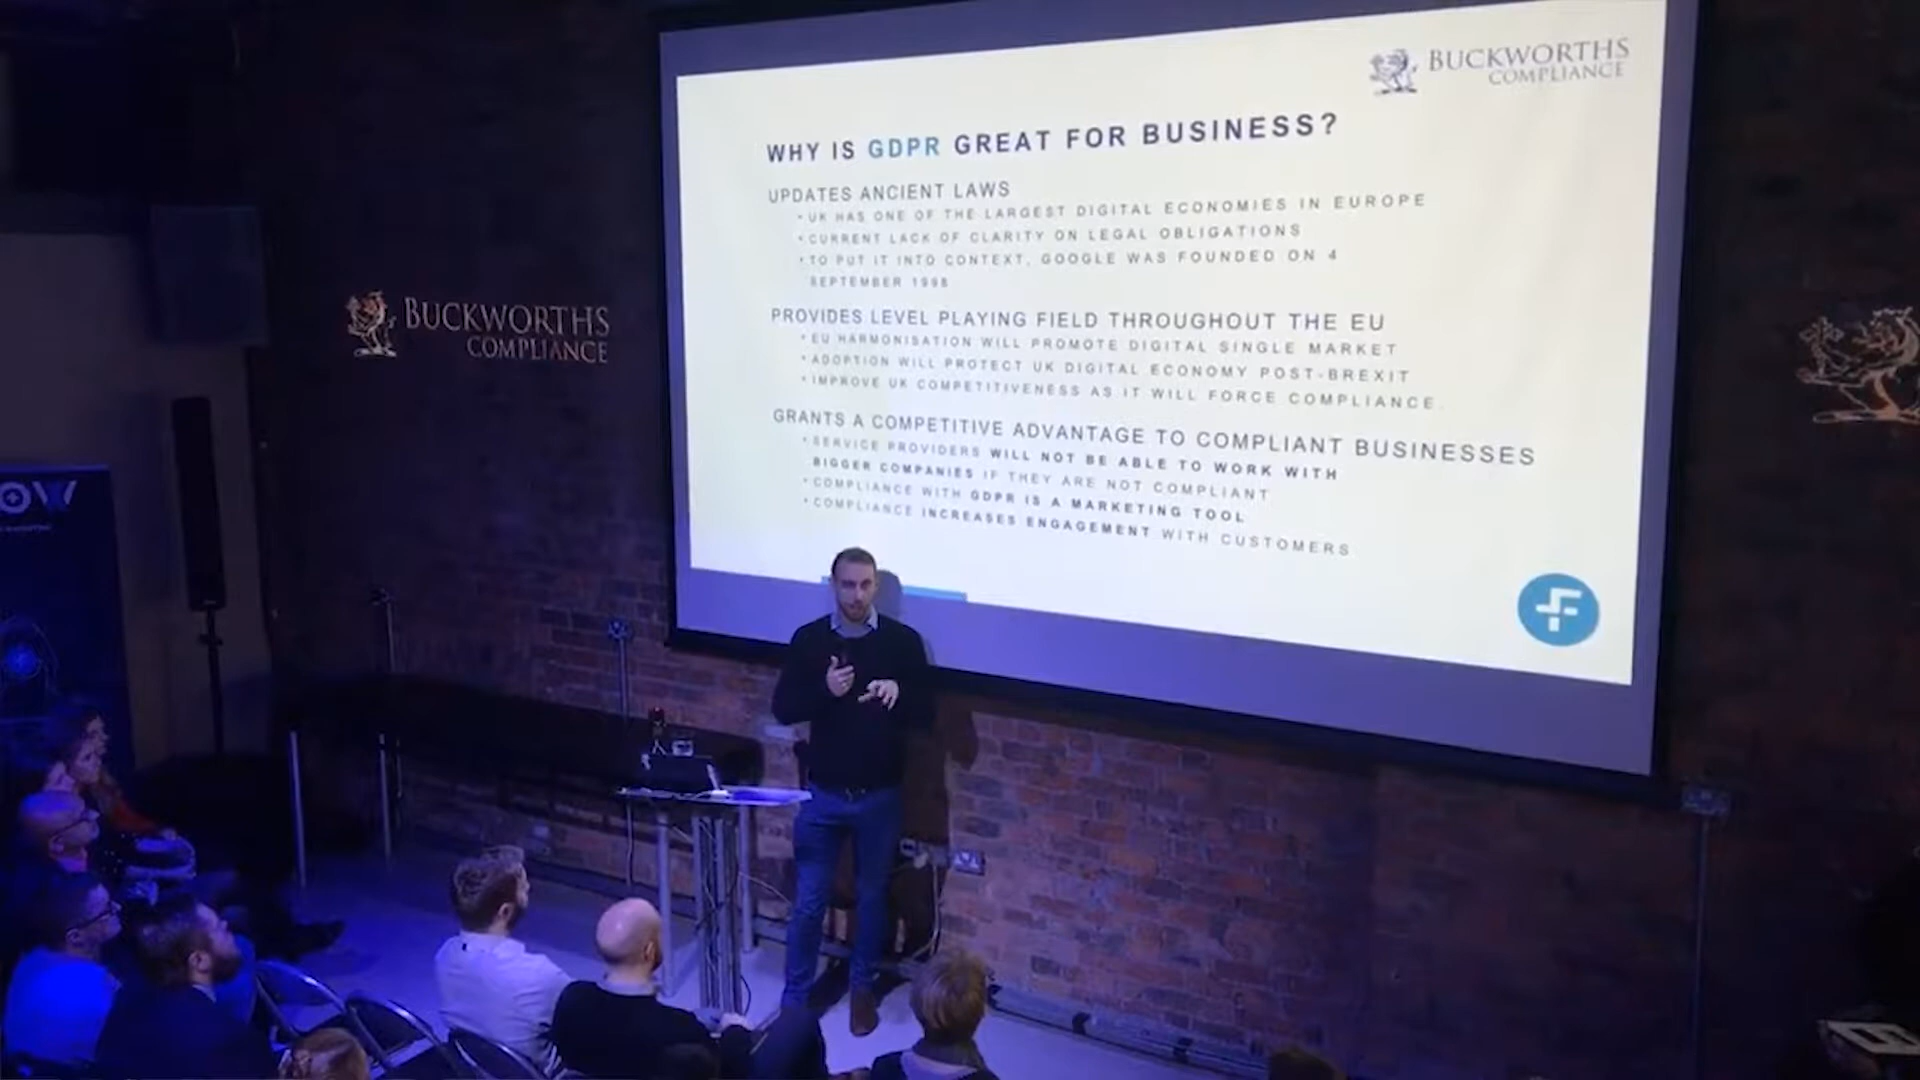 BUCKWORTHS
COMPLIANCE
WHY IS GDPR GREAT FOR BUSINESS?
UPDATES ANCIENT LAWS
• UK HAS ONE OF THE LARGEST DIGITAL ECONOMIES IN EUROPE
• CURRENT LACK OF CLARITY ON LEGAL OBLIGATIONS
• TO PUT IT INTO CONTEXT, GOOGLE WAS FOUNDED ON 4
SEPTEMBER 1998
PROVIDES LEVEL PLAYING FIELD THROUGHOUT THE EU
• EU HARMONISATION WILL PROMOTE DIGITAL SINGLE MARKET
• ADOPTION WILL PROTECT UK DIGITAL ECONOMY POST-BREXIT
• IMPROVE UK COMPETITIVENESS AS IT WILL FORCE COMPLIANCE.
GRANTS A COMPETITIVE ADVANTAGE TO COMPLIANT BUSINESSES
• SERVICE PROVIDERS WILL NOT BE ABLE TO WORK WITH
BIGGER COMPANIES IF THEY ARE NOT COMPLIANT
• COMPLIANCE WITH GDPR IS A MARKETING TOOL
• COMPLIANCE INCREASES ENGAGEMENT WITH CUSTOMERS
BUCKWORTHS
COMPLIANCE
OW